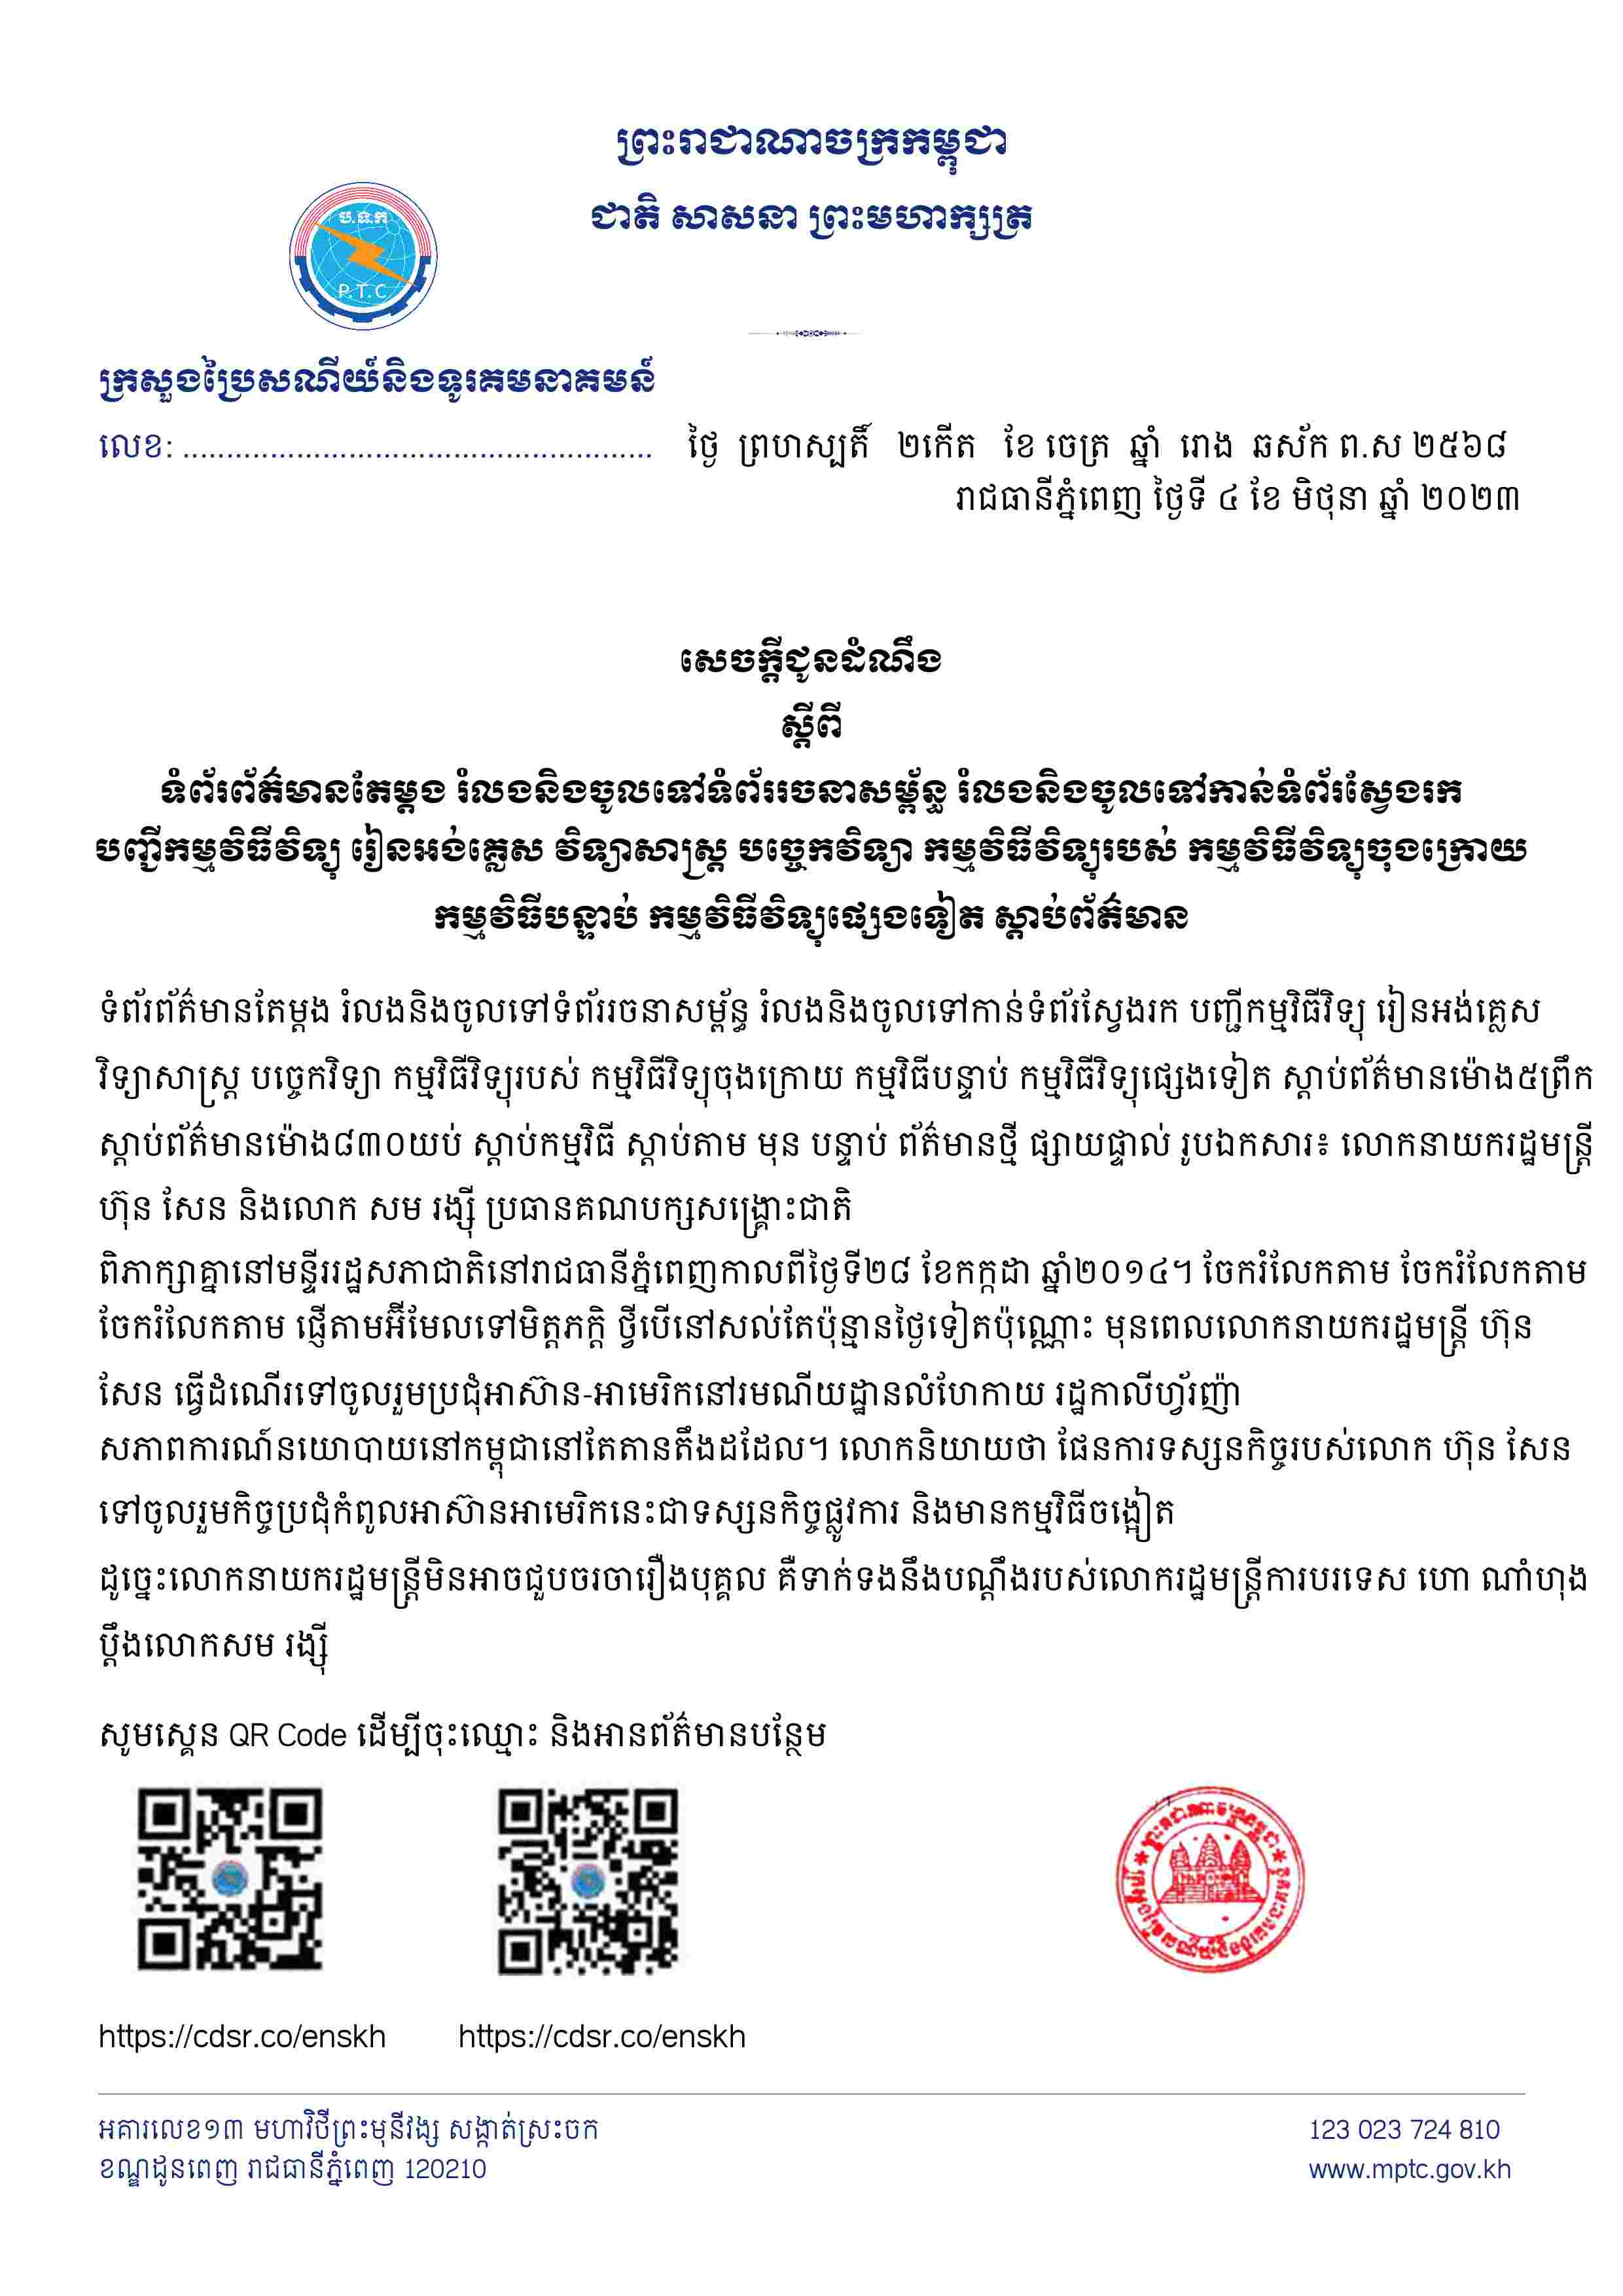 ព្រះរាជាណាចក្រកម្ពុជា
ជាតិ សាសនា ព្រះមហាក្សត្រ
ប.ទ.ក
P.T.C
ក្រសួងប្រៃសណីយ៍និងទូរគមនាគមន៍
លេខ: ......................................................
ថ្ងៃ ព្រហស្បតិ៍ ២កើត ខែ ចេត្រ ឆ្នាំ រោង ឆស័ក ព.ស ២៥៦៨
រាជធានីភ្នំពេញ ថ្ងៃទី ៤ ខែ មិថុនា ឆ្នាំ ២០២៣
សេចក្តីជូនដំណឹង
ស្តីពី
ទំព័រព័ត៌មានតែម្តង រំលងនិងចូលទៅទំព័ររចនាសម្ព័ន្ធ រំលងនិងចូលទៅកាន់ទំព័រស្វែងរក
បញ្ជីកម្មវិធីវិទ្យុ រៀនអង់គ្លេស វិទ្យាសាស្ត្រ បច្ចេកវិទ្យា កម្មវិធីវិទ្យុរបស់ កម្មវិធីវិទ្យុចុងក្រោយ
កម្មវិធីបន្ទាប់ កម្មវិធីវិទ្យុផ្សេងទៀត ស្តាប់ព័ត៌មាន
ទំព័រព័ត៌មានតែម្តង រំលងនិងចូលទៅទំព័ររចនាសម្ព័ន្ធ រំលងនិងចូលទៅកាន់ទំព័រស្វែងរក បញ្ជីកម្មវិធីវិទ្យុ រៀនអង់គ្លេស
វិទ្យាសាស្ត្រ បច្ចេកវិទ្យា កម្មវិធីវិទ្យុរបស់ កម្មវិធីវិទ្យុចុងក្រោយ កម្មវិធីបន្ទាប់ កម្មវិធីវិទ្យុផ្សេងទៀត ស្តាប់ព័ត៌មានម៉ោង៥ព្រឹក
ស្តាប់ព័ត៌មានម៉ោង៨៣០យប់ ស្តាប់កម្មវិធី ស្តាប់តាម មុន បន្ទាប់ ព័ត៌មានថ្មី ផ្សាយផ្ទាល់ រូបឯកសារ៖ លោកនាយករដ្ឋមន្ត្រី
ហ៊ុន សែន និងលោក សម រង្ស៊ី ប្រធានគណបក្សសង្គ្រោះជាតិ
ពិភាក្សាគ្នានៅមន្ទីររដ្ឋសភាជាតិនៅរាជធានីភ្នំពេញកាលពីថ្ងៃទី២៨ ខែកក្កដា ឆ្នាំ២០១៤។ ចែករំលែកតាម ចែករំលែកតាម
ចែករំលែកតាម ផ្ញើតាមអ៊ីមែលទៅមិត្តភក្តិ ថ្វីបើនៅសល់តែប៉ុន្មានថ្ងៃទៀតប៉ុណ្ណោះ មុនពេលលោកនាយករដ្ឋមន្ត្រី ហ៊ុន
សែន ធ្វើដំណើរទៅចូលរួមប្រជុំអាស៊ាន-អាមេរិកនៅរមណីយដ្ឋានលំហែកាយ រដ្ឋកាលីហ្វ័រញ៉ា
សភាពការណ៍នយោបាយនៅកម្ពុជានៅតែតានតឹងដដែល។ លោកនិយាយថា ផែនការទស្សនកិច្ចរបស់លោក ហ៊ុន សែន
ទៅចូលរួមកិច្ចប្រជុំកំពូលអាស៊ានអាមេរិកនេះជាទស្សនកិច្ចផ្លូវការ និងមានកម្មវិធីចង្អៀត
ដូច្នេះលោកនាយករដ្ឋមន្ត្រីមិនអាចជួបចរចារឿងបុគ្គល គឺទាក់ទងនឹងបណ្តឹងរបស់លោករដ្ឋមន្ត្រីការបរទេស ហោ ណាំហុង
ប្តឹងលោកសម រង្ស៊ី
សូមស្គេន QR Code ដើម្បីចុះឈ្មោះ និងអានព័ត៌មានបន្ថែម
ព្រះរាជាណាចក្រកម្ពុជា
ក្រសួងប្រៃសណីយ៍និងទូរគមនាគមន៍
https://cdsr.co/enskh https://cdsr.co/enskh
អគារលេខ១៣ មហាវិថីព្រះមុនីវង្ស សង្កាត់ស្រះចក
ខណ្ឌដូនពេញ រាជធានីភ្នំពេញ 120210
123 023 724 810
www.mptc.gov.kh